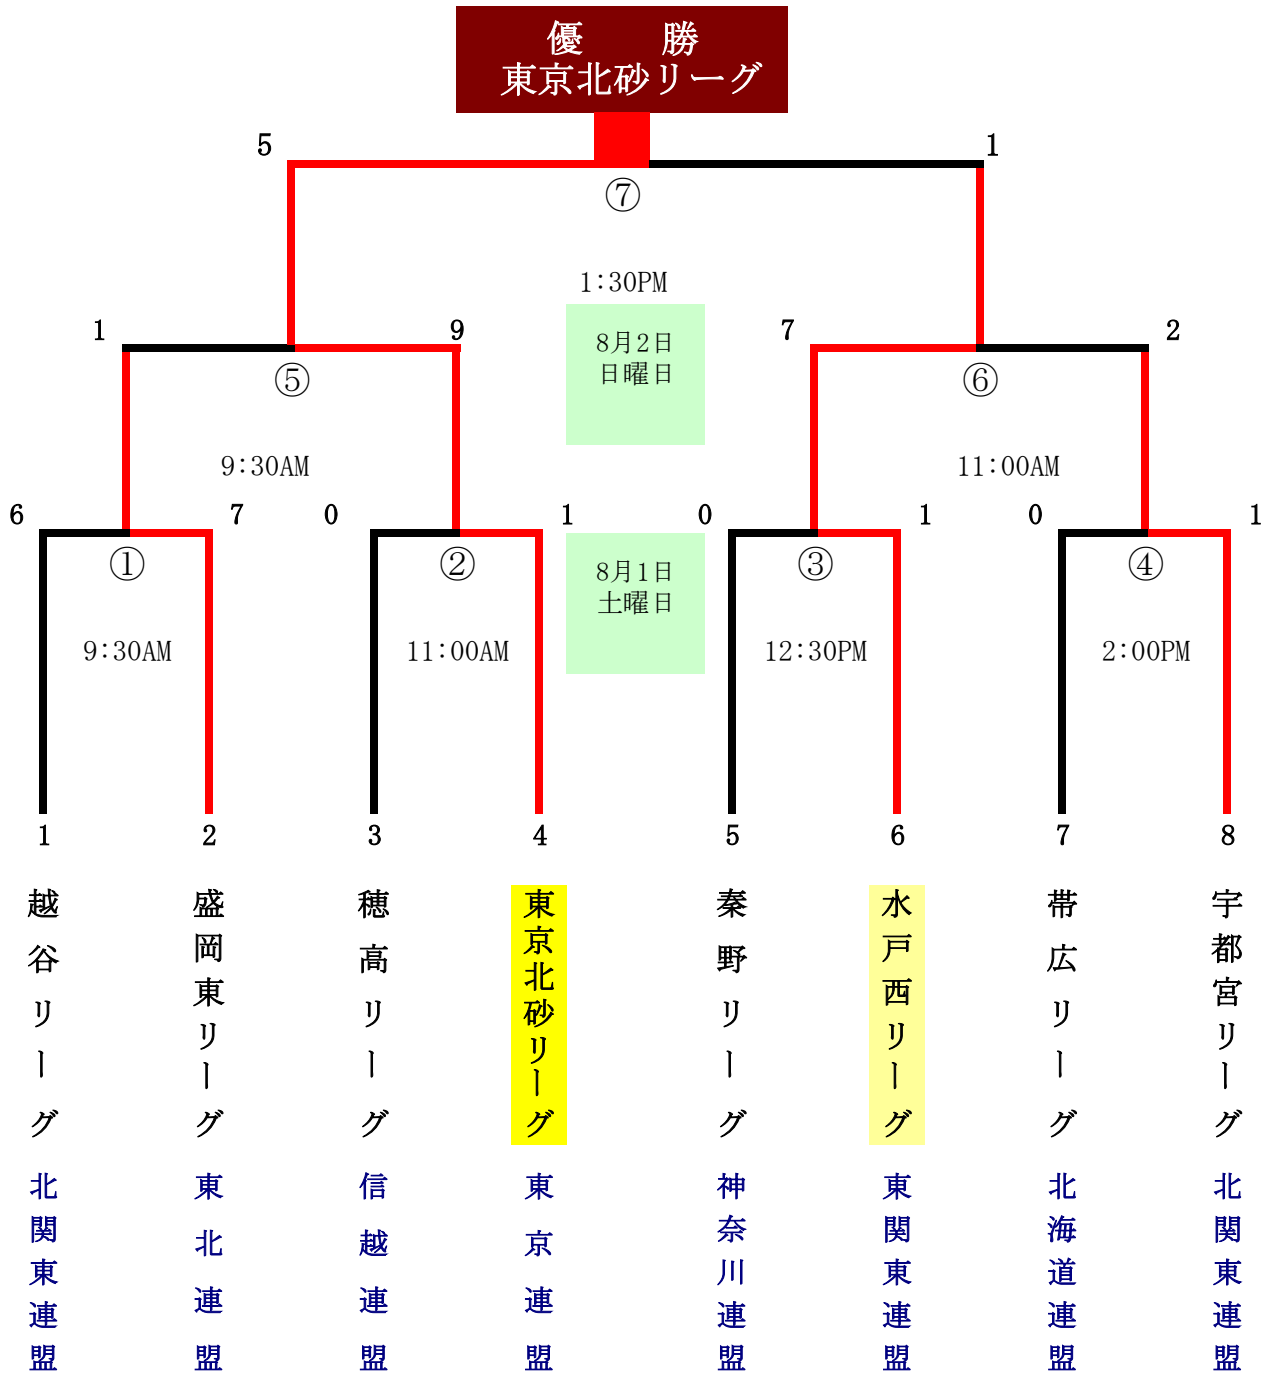 優 勝
東京北砂リーグ
5
1
⑦
1:30PM
1
9
7
2
8月2日
日曜日
⑤
⑥
9:30AM
11:00AM
6
7
0
1
0
1
0
1
①
②
③
④
8月1日
土曜日
9:30AM
11:00AM
12:30PM
2:00PM
1
2
3
4
5
6
7
8
越谷リーグ
盛岡東リーグ
穂高リーグ
東京北砂リーグ
秦野リーグ
水戸西リーグ
帯広リーグ
宇都宮リーグ
北関東連盟
東北連盟
信越連盟
東京連盟
神奈川連盟
東関東連盟
北海道連盟
北関東連盟